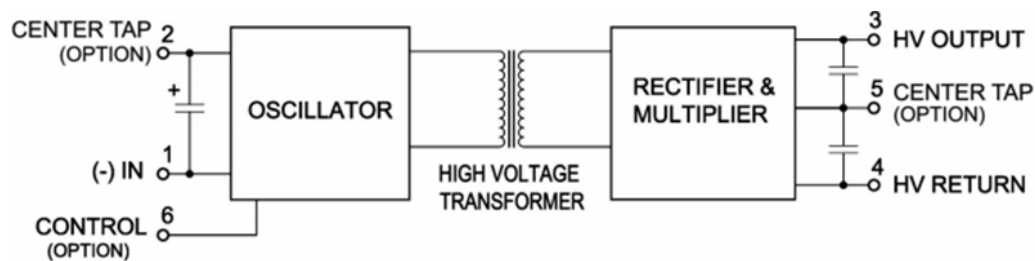 CENTER TAP 2
(OPTION)
+
(-) IN 1
CONTROL 6
(OPTION)
OSCILLATOR
HIGH VOLTAGE
TRANSFORMER
RECTIFIER &
MULTIPLIER
3 HV OUTPUT
5 CENTER TAP
(OPTION)
4 HV RETURN